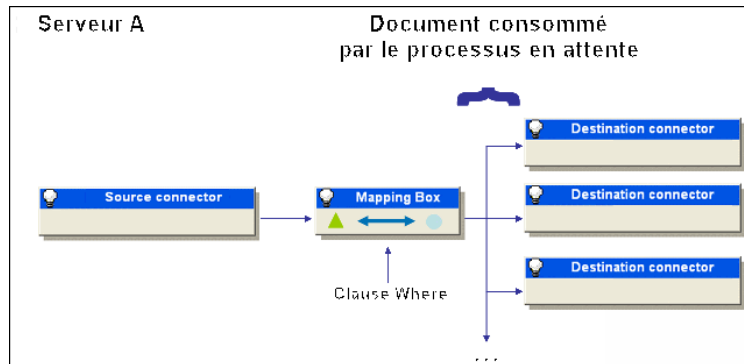 Serveur A
Document consommé
par le processus en attente
Destination connector
Source connector
Mapping Box
Destination connector
Clause Where
Destination connector
...